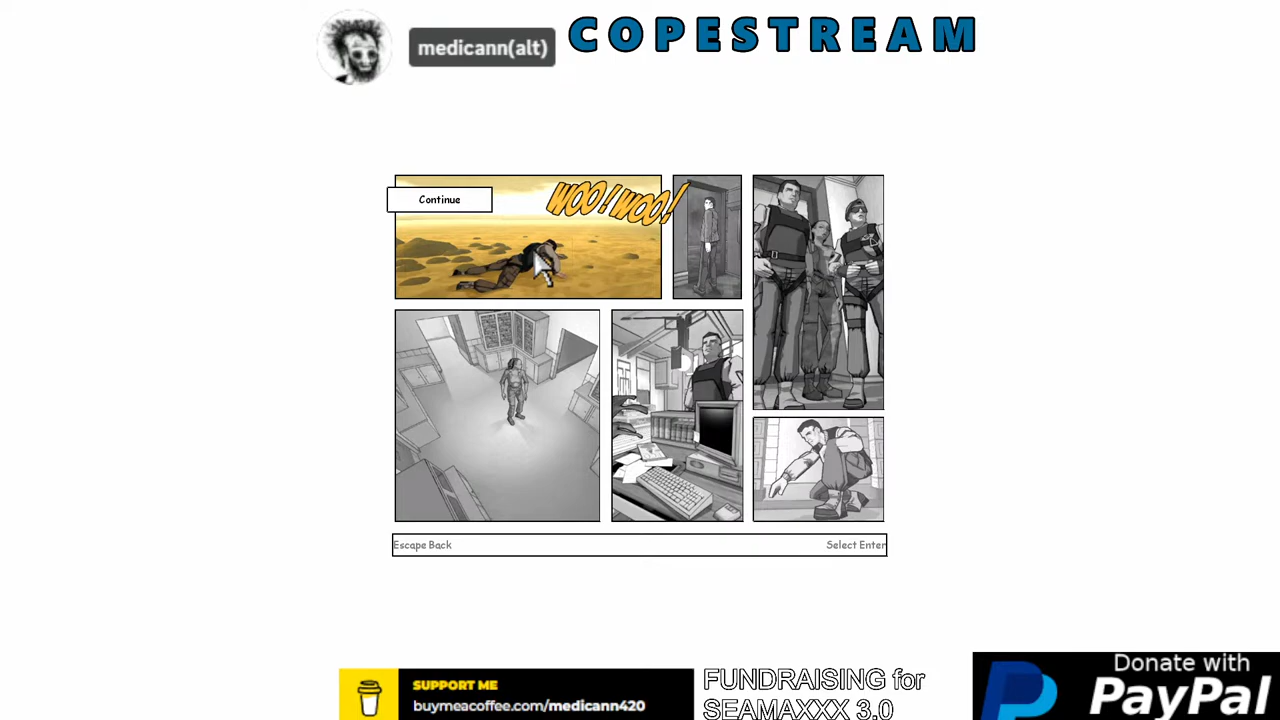 medicann(alt)
COPESTREAM
Continue
WOO! WOO!
Escape Back
Select Enter
SUPPORT ME
buymeacoffee.com/medicann420
FUNDRAISING for
SEAMAXXX 3.0
Donate with
PayPal